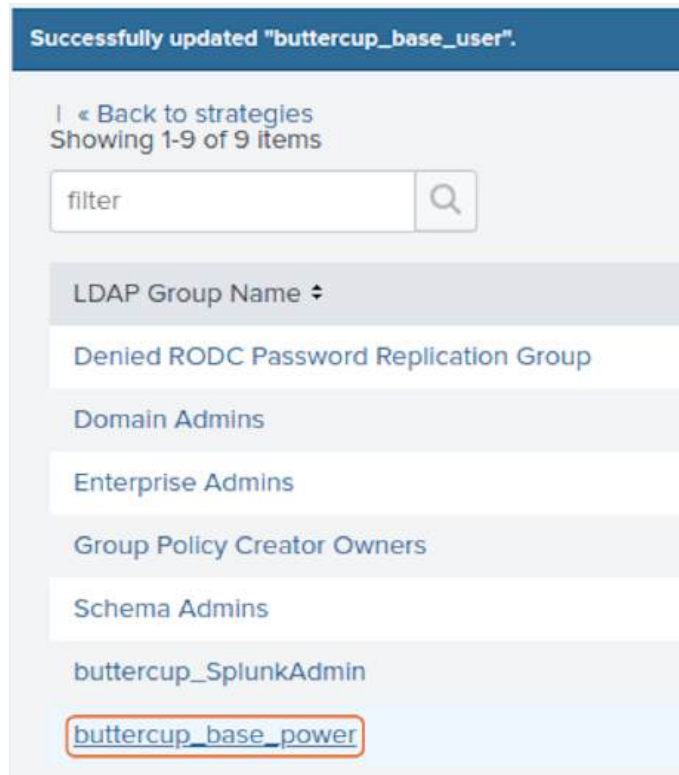 Successfully updated "buttercup_base_user".
| « Back to strategies
Showing 1-9 of 9 items
filter
LDAP Group Name
Denied RODC Password Replication Group
Domain Admins
Enterprise Admins
Group Policy Creator Owners
Schema Admins
buttercup_SplunkAdmin
buttercup_base_power